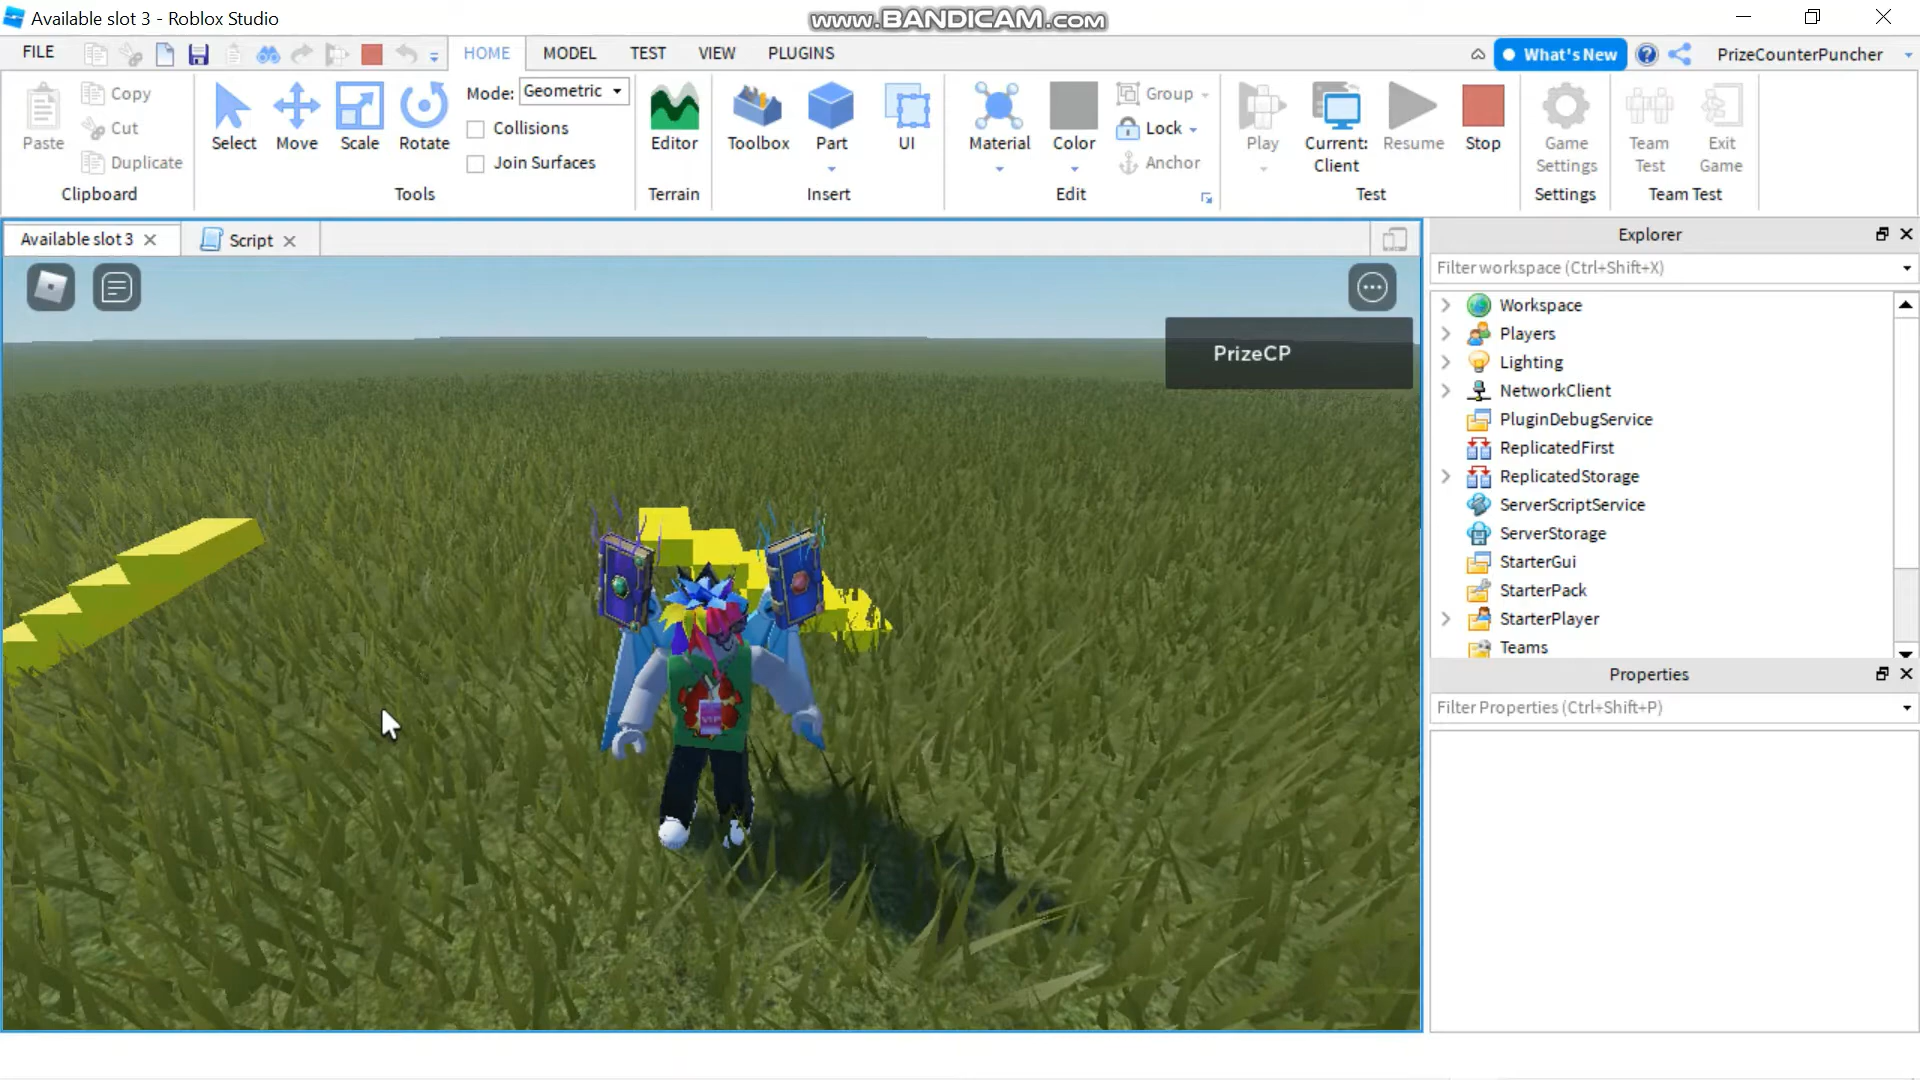 Available slot 3 - Roblox Studio
www.BANDICAM.com
FILE
HOME
MODEL
TEST
VIEW
PLUGINS
What's New
PrizeCounterPuncher
Paste
Copy
Cut
Duplicate
Clipboard
Select
Move
Scale
Rotate
Mode: Geometric
Collisions
Join Surfaces
Tools
Editor
Terrain
Toolbox
Part
UI
Insert
Material
Color
Group
Lock
Anchor
Edit
Play
Current:
Client
Resume
Stop
Test
Game
Settings
Settings
Team
Test
Exit
Game
Team Test
Available slot 3
Script
PrizeCP
VIP
Explorer
Filter workspace (Ctrl+Shift+X)
Workspace
Players
Lighting
NetworkClient
PluginDebugService
ReplicatedFirst
ReplicatedStorage
ServerScriptService
ServerStorage
StarterGui
StarterPack
StarterPlayer
Teams
Properties
Filter Properties (Ctrl+Shift+P)